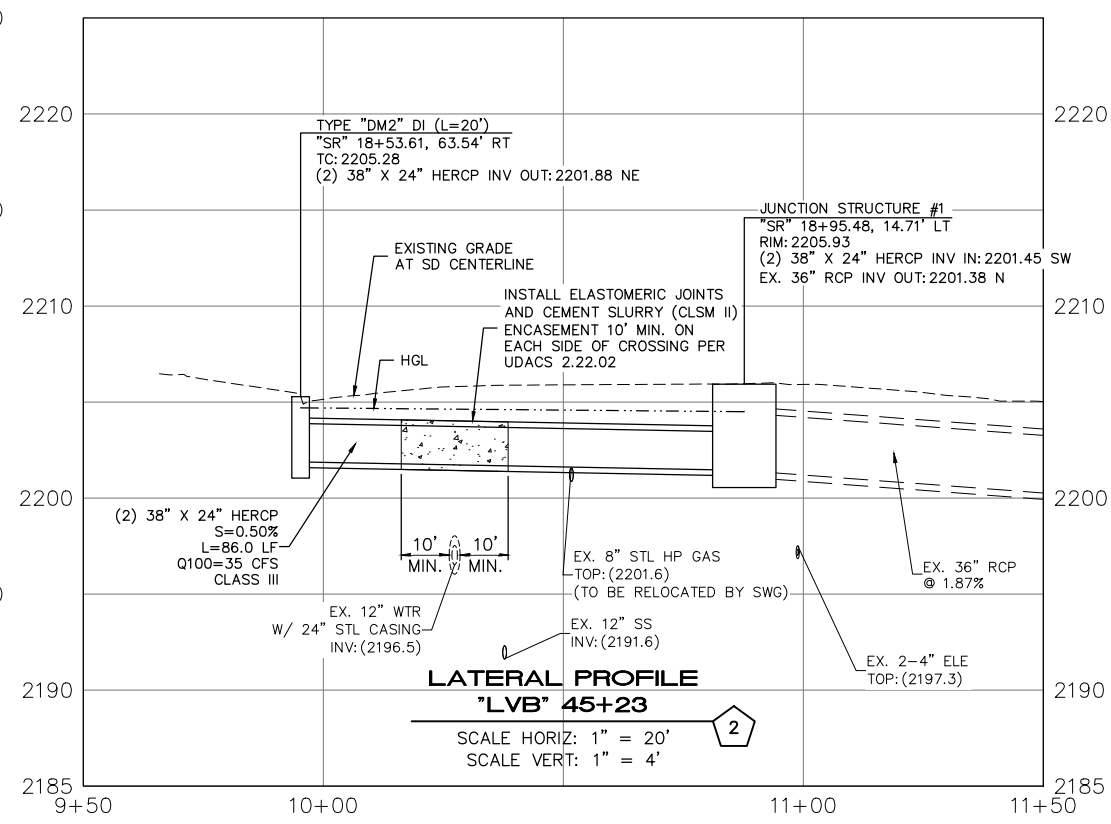 2220
2210
2200
2190
2185
2220
2210
2200
2190
2185
9+50
10+00
11+00
11+50
TYPE "DM2" DI (L=20')
"SR" 18+53.61, 63.54' RT
TC: 2205.28
(2) 38" X 24" HERCP INV OUT: 2201.88 NE
JUNCTION STRUCTURE #1
"SR" 18+95.48, 14.71' LT
RIM: 2205.93
(2) 38" X 24" HERCP INV IN: 2201.45 SW
EX. 36" RCP INV OUT: 2201.38 N
EXISTING GRADE
AT SD CENTERLINE
INSTALL ELASTOMERIC JOINTS
AND CEMENT SLURRY (CLSM II)
ENCASEMENT 10' MIN. ON
EACH SIDE OF CROSSING PER
UDACS 2.22.02
HGL
(2) 38" X 24" HERCP
S=0.50%
L=86.0 LF
Q100=35 CFS
CLASS III
10'
MIN.
10'
MIN.
EX. 8" STL HP GAS
TOP: (2201.6)
(TO BE RELOCATED BY SWG)
EX. 36" RCP
@ 1.87%
EX. 12" WTR
W/ 24" STL CASING
INV: (2196.5)
EX. 12" SS
INV: (2191.6)
EX. 2-4" ELE
TOP: (2197.3)
LATERAL PROFILE
"LVB" 45+23
2
SCALE HORIZ: 1" = 20'
SCALE VERT: 1" = 4'